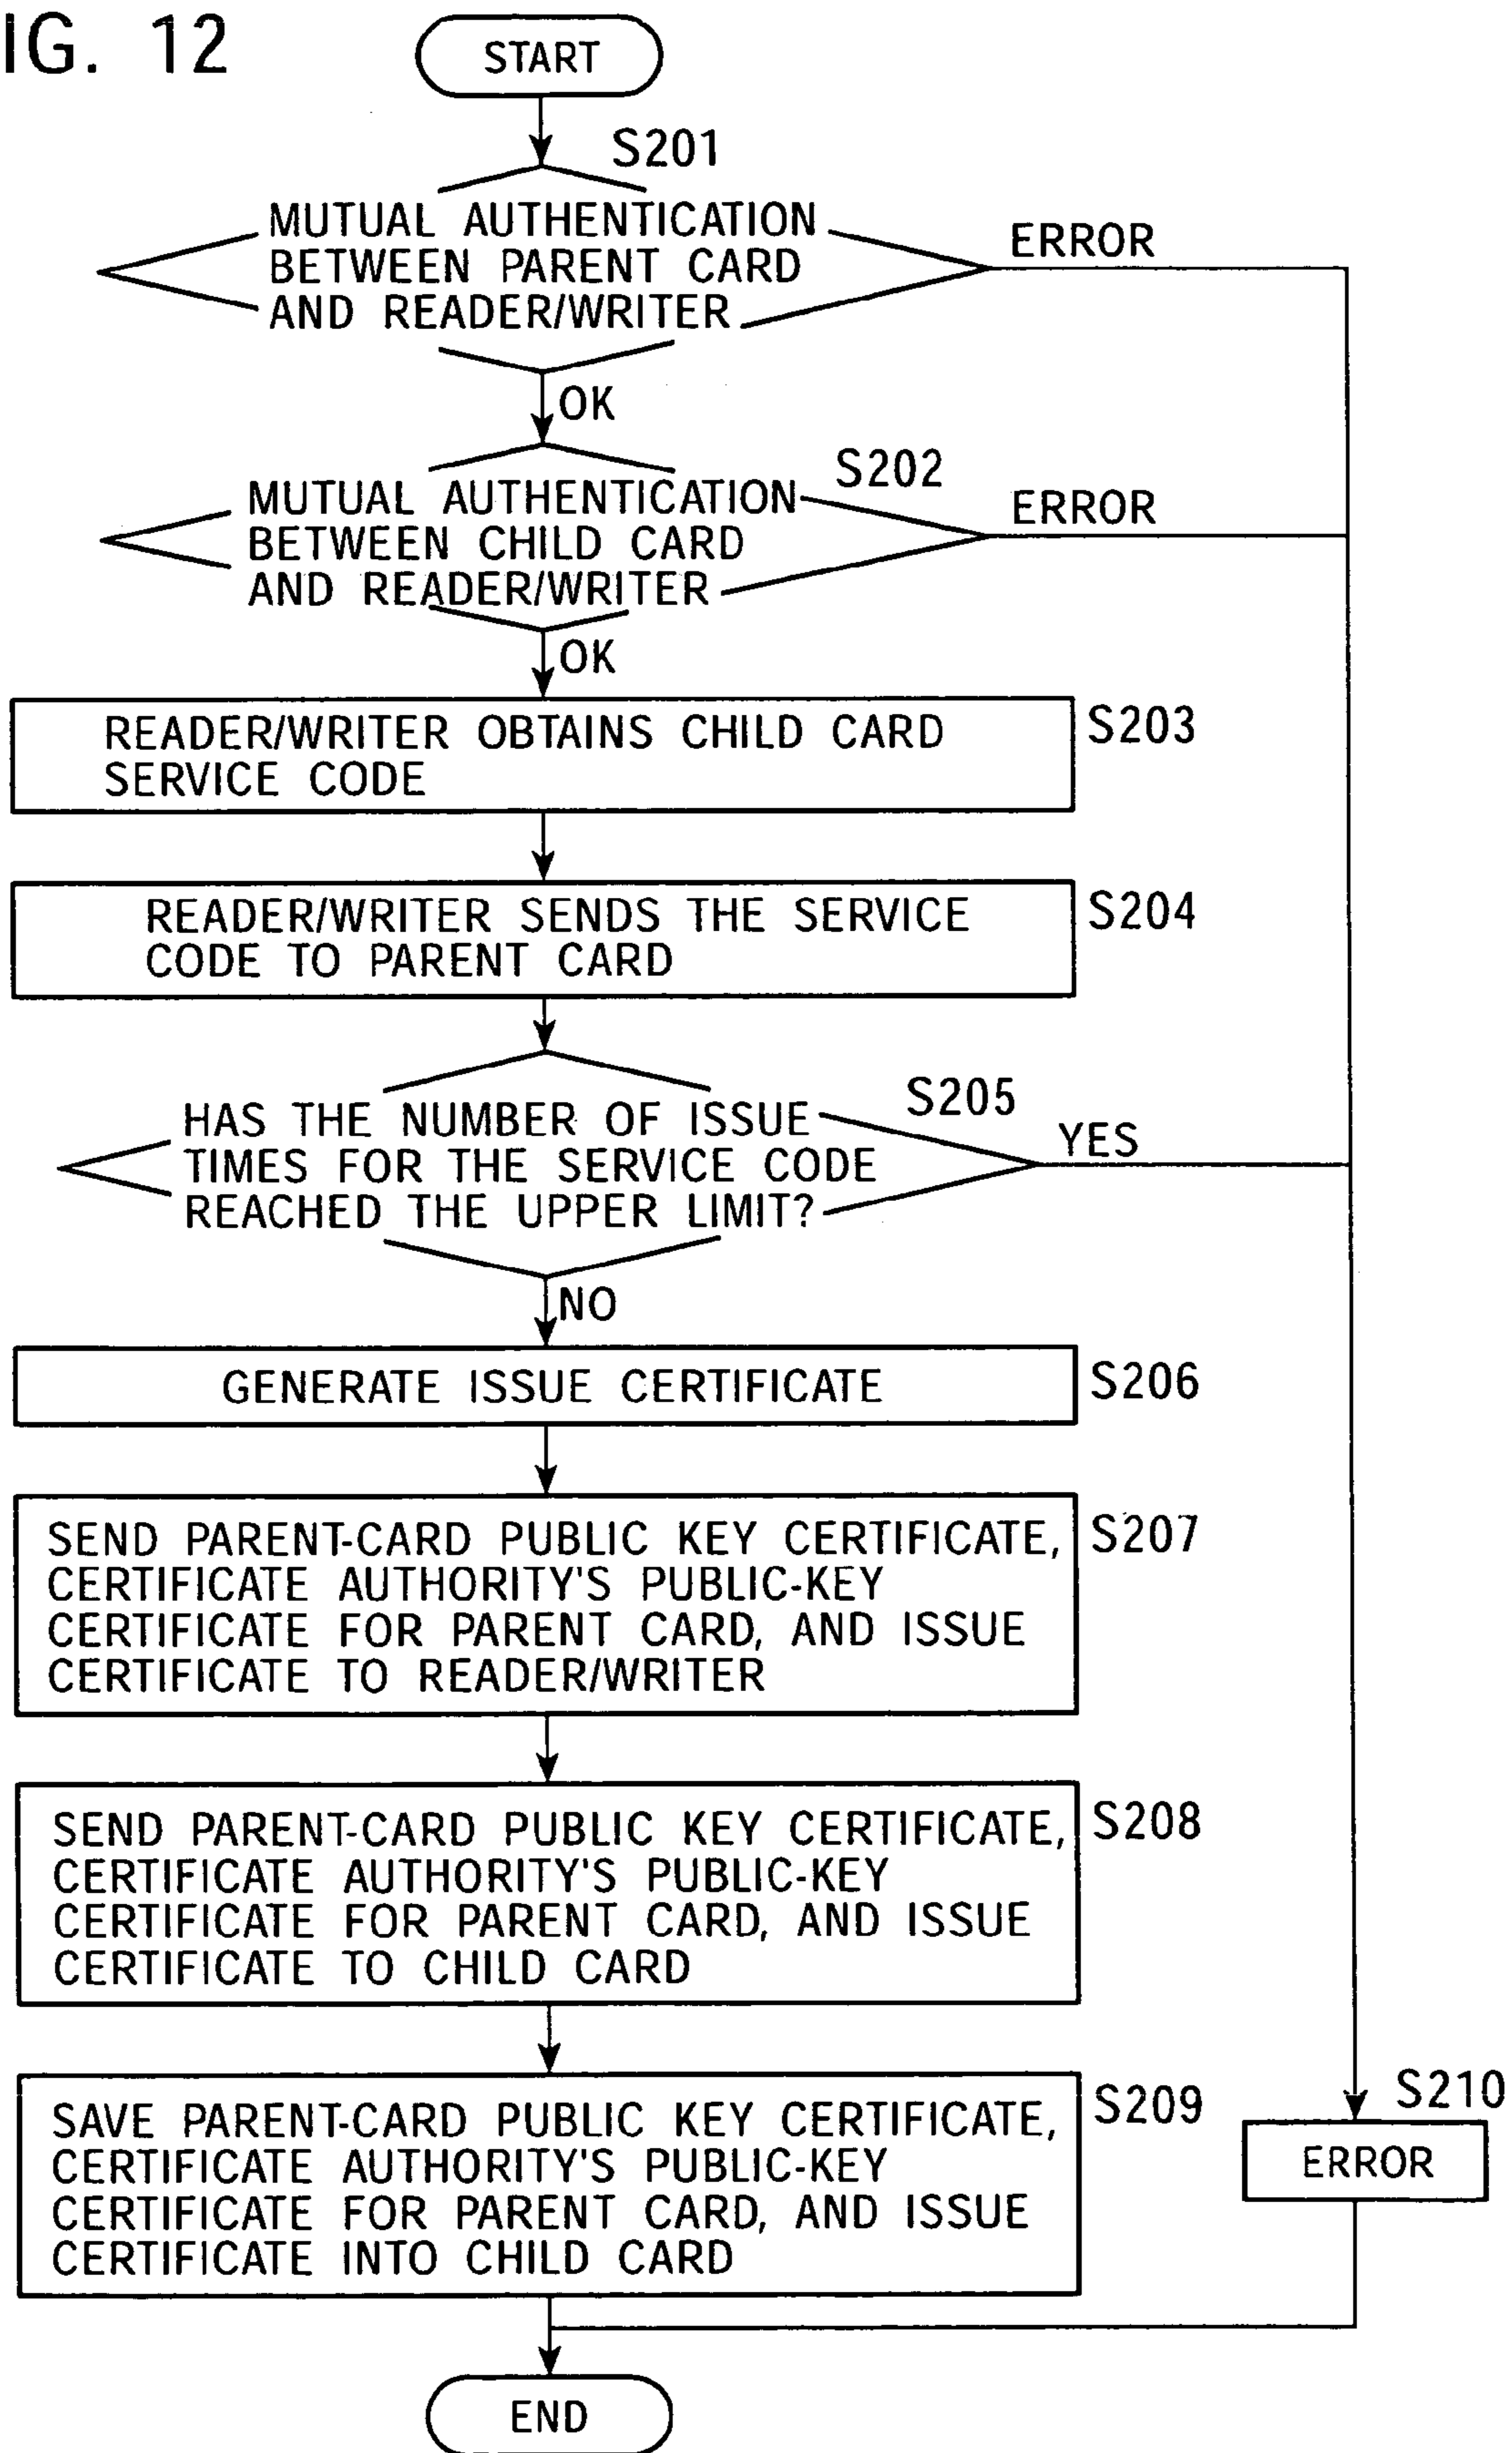 IG. 12
START
S201
MUTUAL AUTHENTICATION
BETWEEN PARENT CARD
AND READER/WRITER
ERROR
OK
S202
MUTUAL AUTHENTICATION
BETWEEN CHILD CARD
AND READER/WRITER
ERROR
OK
READER/WRITER OBTAINS CHILD CARD
SERVICE CODE
S203
READER/WRITER SENDS THE SERVICE
CODE TO PARENT CARD
S204
S205
HAS THE NUMBER OF ISSUE
TIMES FOR THE SERVICE CODE
REACHED THE UPPER LIMIT?
YES
NO
GENERATE ISSUE CERTIFICATE
S206
SEND PARENT-CARD PUBLIC KEY CERTIFICATE,
CERTIFICATE AUTHORITY'S PUBLIC-KEY
CERTIFICATE FOR PARENT CARD, AND ISSUE
CERTIFICATE TO READER/WRITER
S207
SEND PARENT-CARD PUBLIC KEY CERTIFICATE,
CERTIFICATE AUTHORITY'S PUBLIC-KEY
CERTIFICATE FOR PARENT CARD, AND ISSUE
CERTIFICATE TO CHILD CARD
S208
SAVE PARENT-CARD PUBLIC KEY CERTIFICATE,
CERTIFICATE AUTHORITY'S PUBLIC-KEY
CERTIFICATE FOR PARENT CARD, AND ISSUE
CERTIFICATE INTO CHILD CARD
S209
S210
ERROR
END